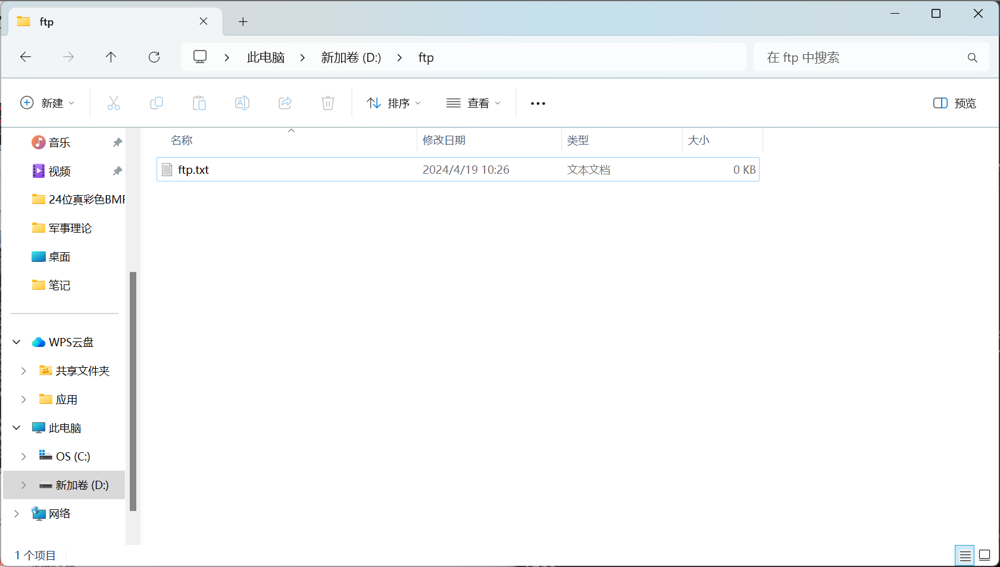 ftp
此电脑 新加卷 (D:) ftp
在 ftp 中搜索
新建 排序 查看 预览
名称 修改日期 类型 大小
ftp.txt 2024/4/19 10:26 文本文档 0 KB
音乐
视频
24位真彩色BMP
军事理论
桌面
笔记
WPS云盘
共享文件夹
应用
此电脑
OS (C:)
新加卷 (D:)
网络
1 个项目